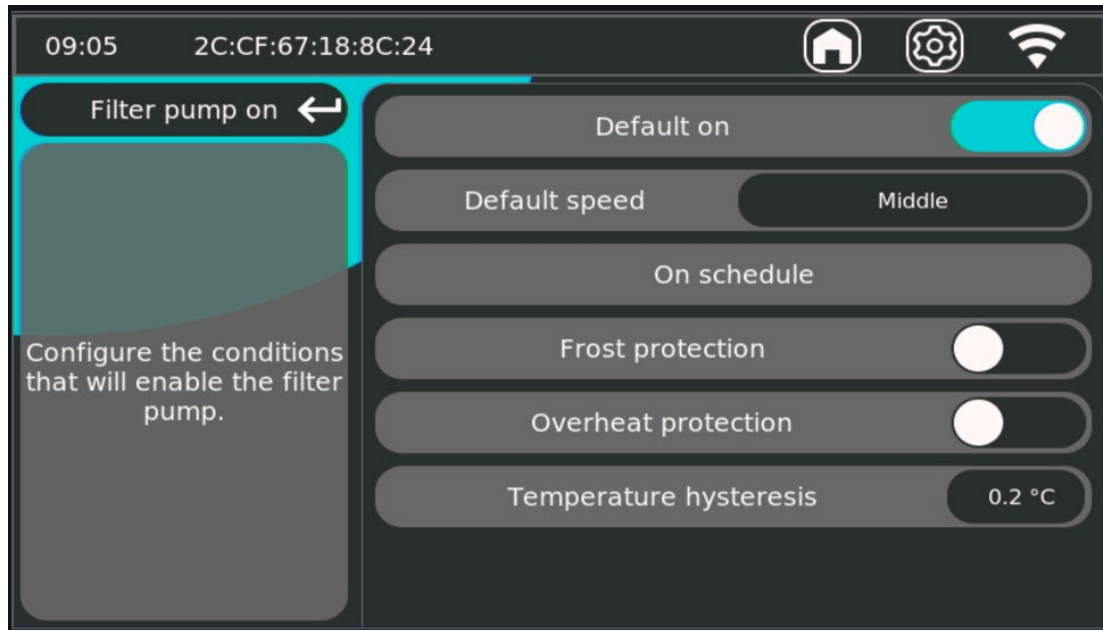 09:05 2C:CF:67:18:8C:24
Filter pump on
Configure the conditions
that will enable the filter
pump.
Default on
Default speed Middle
On schedule
Frost protection
Overheat protection
Temperature hysteresis 0.2 °C